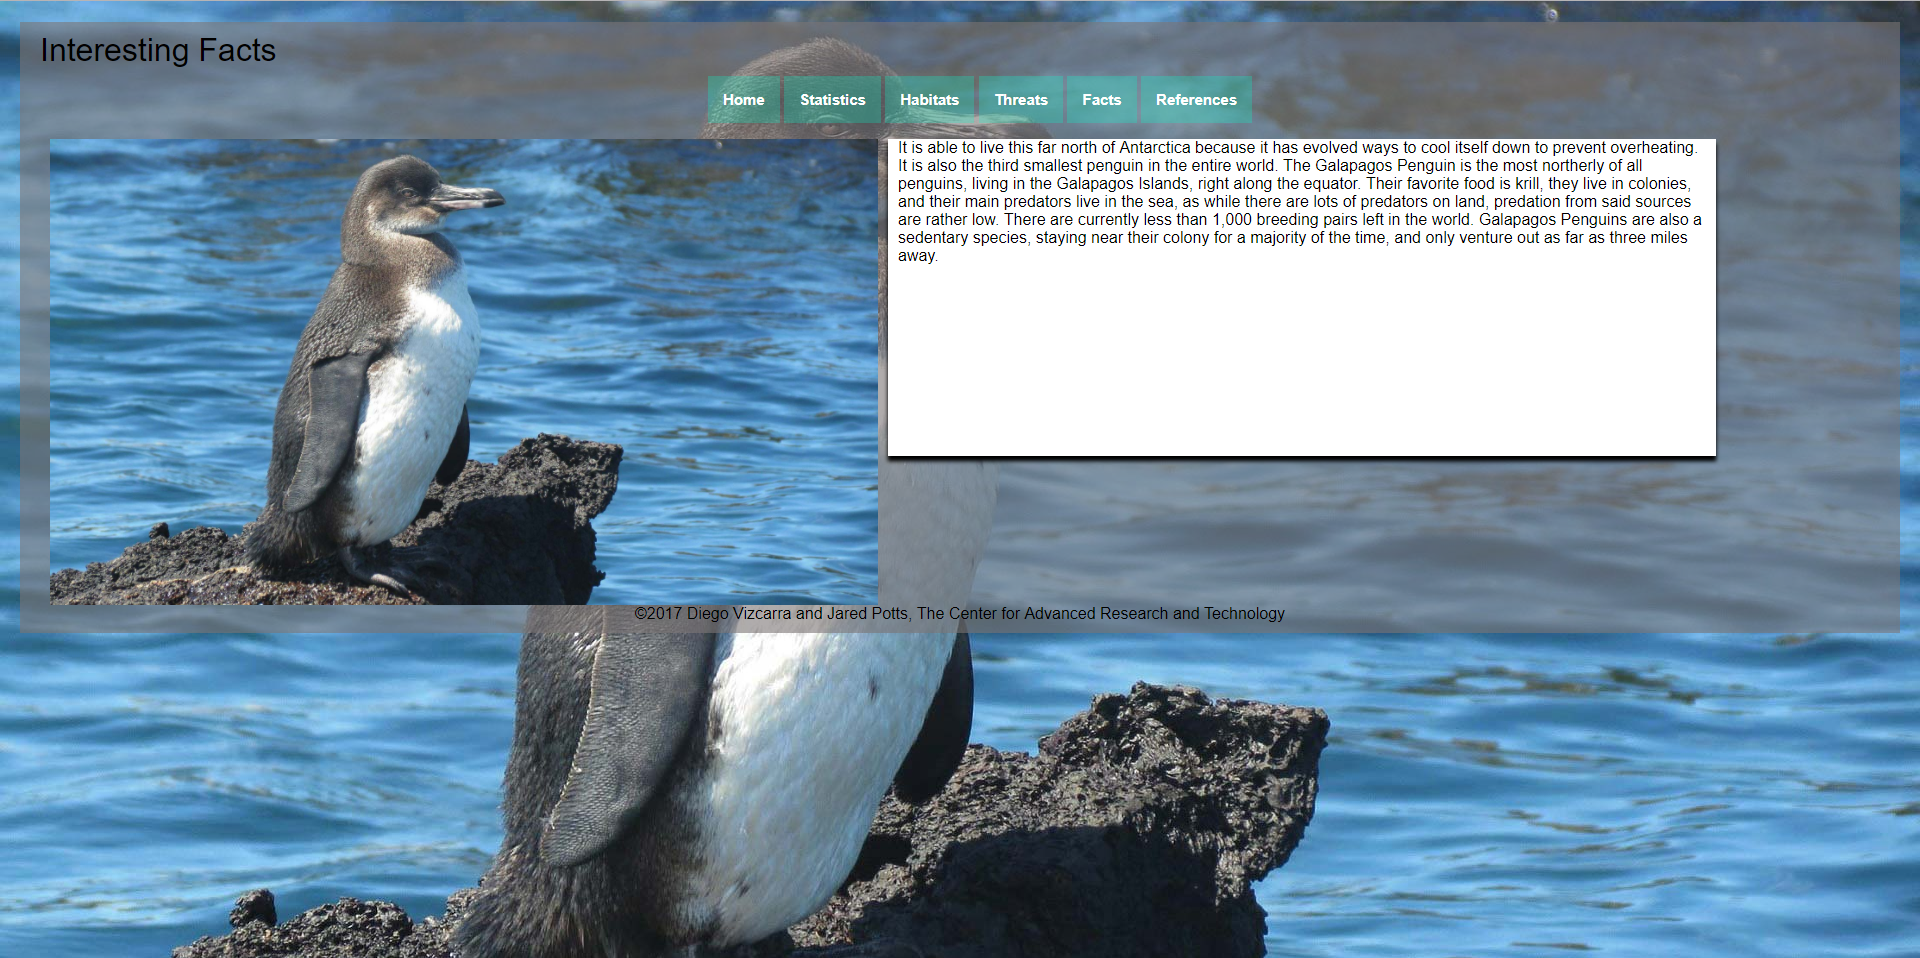 Interesting Facts
Home Statistics Habitats Threats Facts References
It is able to live this far north of Antarctica because it has evolved ways to cool itself down to prevent overheating.
It is also the third smallest penguin in the entire world. The Galapagos Penguin is the most northerly of all
penguins, living in the Galapagos Islands, right along the equator. Their favorite food is krill, they live in colonies,
and their main predators live in the sea, as while there are lots of predators on land, predation from said sources
are rather low. There are currently less than 1,000 breeding pairs left in the world. Galapagos Penguins are also a
sedentary species, staying near their colony for a majority of the time, and only venture out as far as three miles
away.
©2017 Diego Vizcarra and Jared Potts, The Center for Advanced Research and Technology